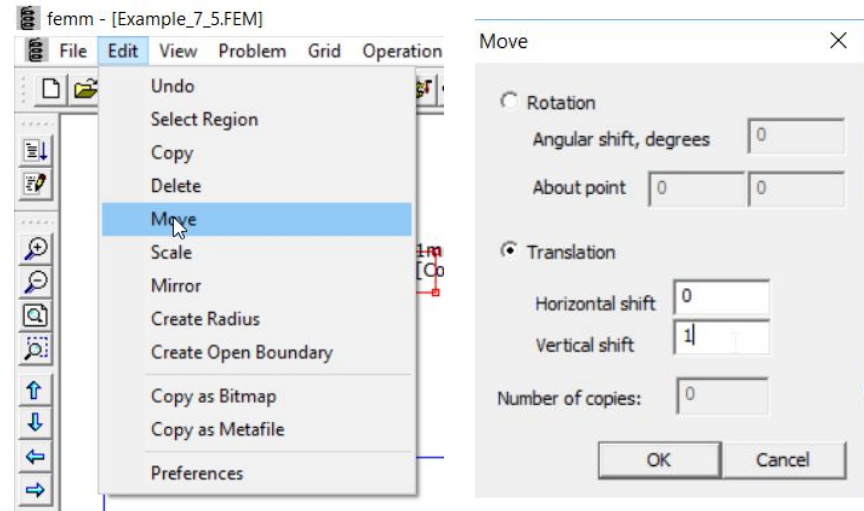 femm - [Example_7_5.FEM]
File Edit View Problem Grid Operation
Undo
Select Region
Copy
Delete
Move
Scale
Mirror
Create Radius
Create Open Boundary
Copy as Bitmap
Copy as Metafile
Preferences
1m
[Co
Move
Rotation
Angular shift, degrees 0
About point 0 0
Translation
Horizontal shift 0
Vertical shift 1
Number of copies: 0
OK Cancel